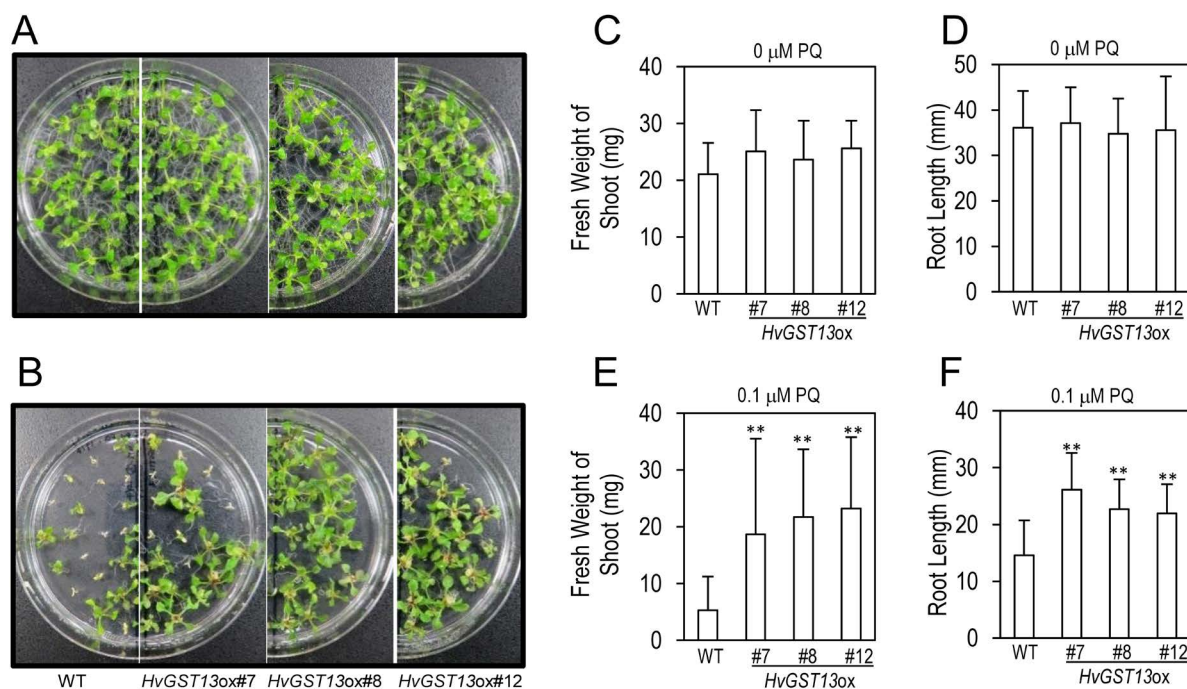 A
B
WT HvGST13ox#7 HvGST13ox#8 HvGST13ox#12
C
0 μM PQ
Fresh Weight of
Shoot (mg)
40
30
20
10
0
WT #7 #8 #12
HvGST13ox
D
0 μM PQ
Root Length (mm)
50
40
30
20
10
0
WT #7 #8 #12
HvGST13ox
E
0.1 μM PQ
Fresh Weight of
Shoot (mg)
40
30
20
10
0
** ** **
WT #7 #8 #12
HvGST13ox
F
0.1 μM PQ
Root Length (mm)
40
30
20
10
0
** ** **
WT #7 #8 #12
HvGST13ox